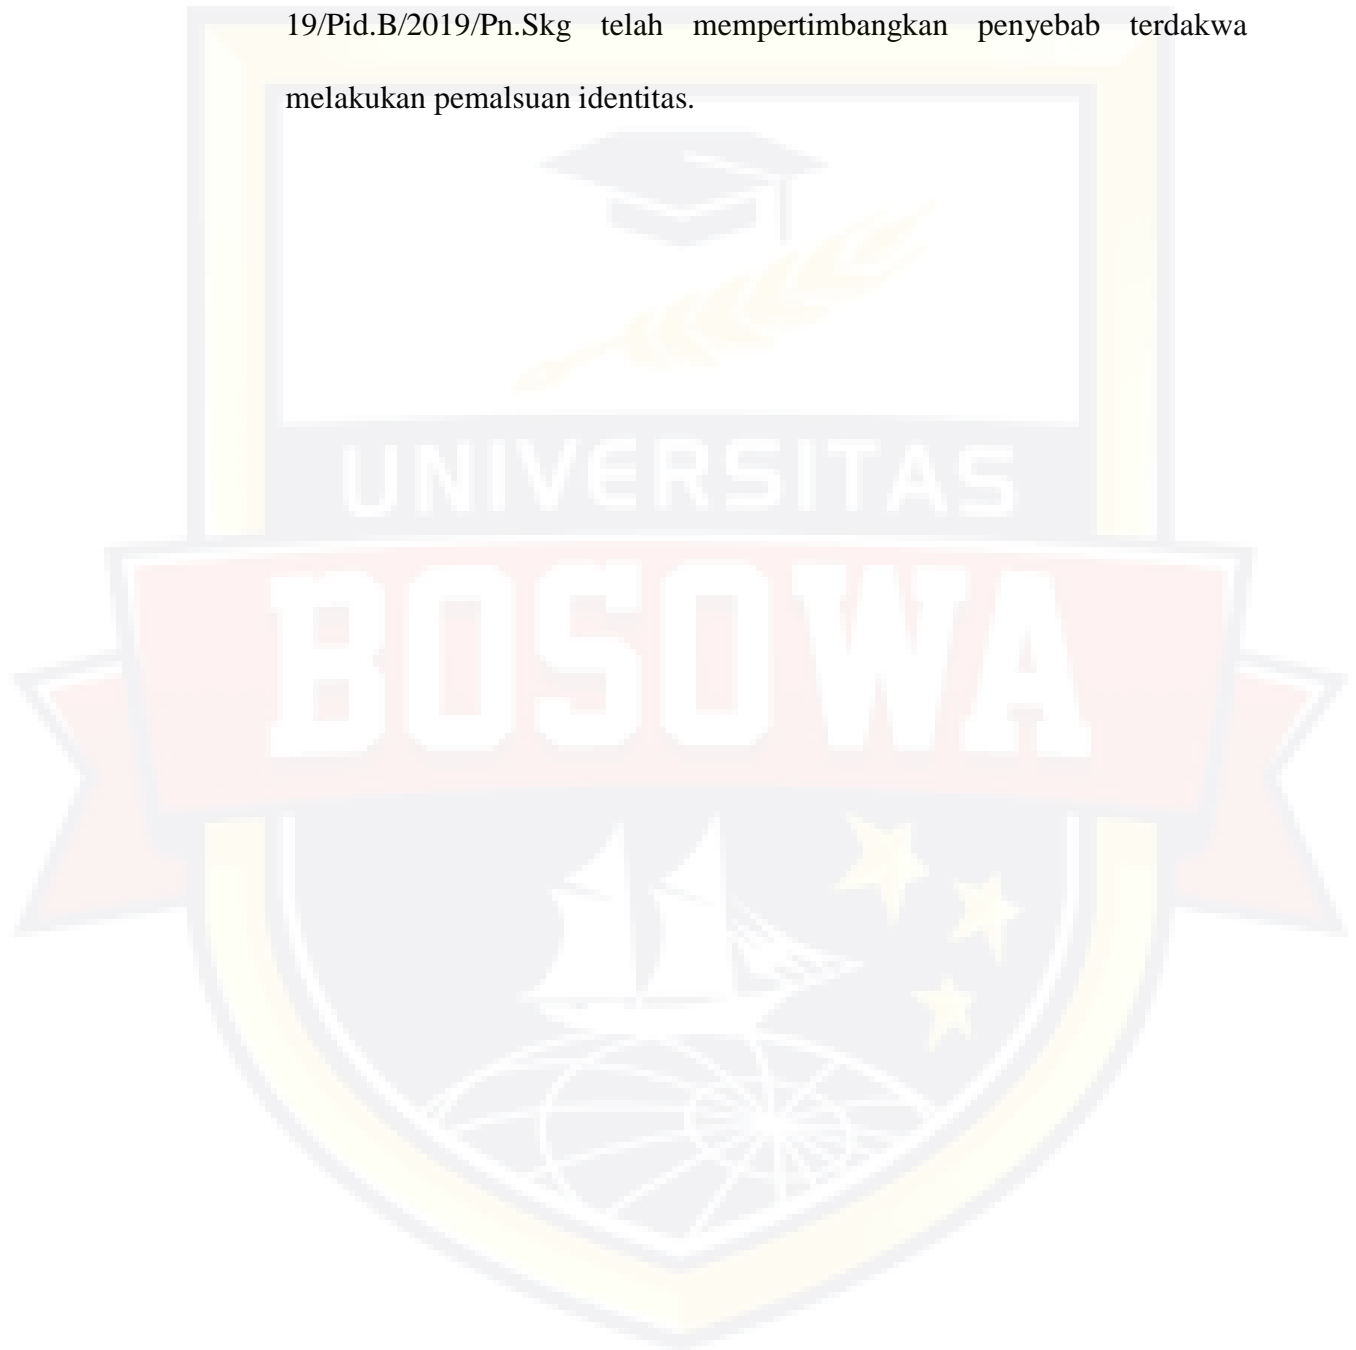 19/Pid.B/2019/Pn.Skg telah mempertimbangkan penyebab terdakwa
melakukan pemalsuan identitas.
UNIVERSITAS
BOSOWA